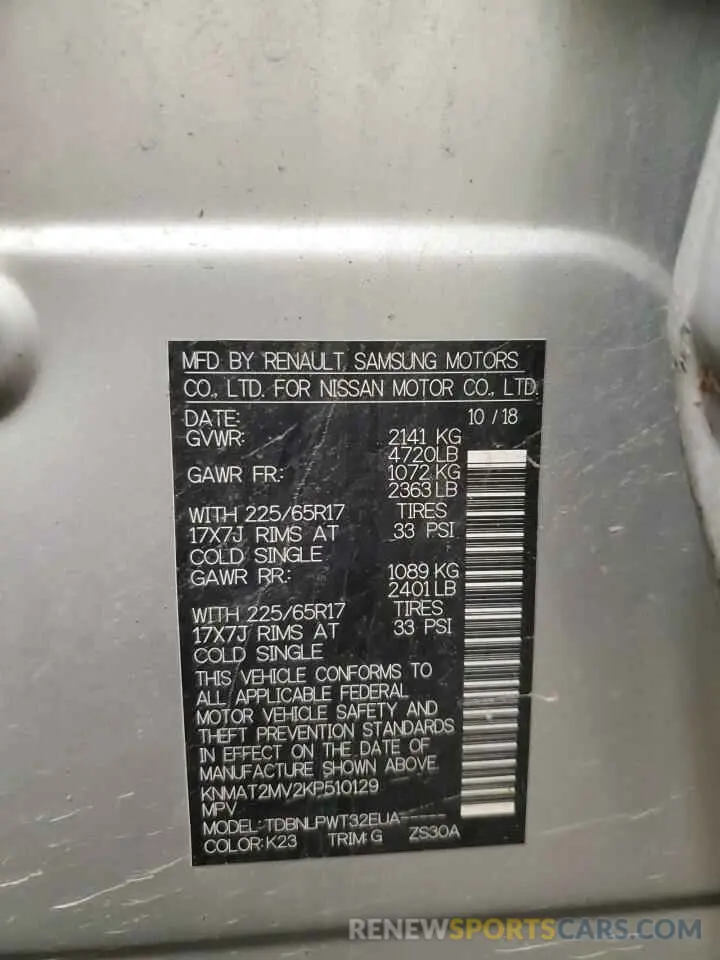 MFD BY RENAULT SAMSUNG MOTORS
CO., LTD. FOR NISSAN MOTOR CO., LTD.
DATE: 10 / 18
GVWR: 2141 KG
4720LB
GAWR FR.: 1072 KG
2363 LB
WITH 225/65R17 TIRES
17X7J RIMS AT 33 PSI
COLD SINGLE
GAWR RR.: 1089 KG
2401 LB
WITH 225/65R17 TIRES
17X7J RIMS AT 33 PSI
COLD SINGLE
THIS VEHICLE CONFORMS TO
ALL APPLICABLE FEDERAL
MOTOR VEHICLE SAFETY AND
THEFT PREVENTION STANDARDS
IN EFFECT ON THE DATE OF
MANUFACTURE SHOWN ABOVE.
KNMAT2MV2KP510129
MPV
MODEL: TDBNLPWT32EUA-----
COLOR: K23 TRIM: G ZS30A
RENEWSPORTSCARS.COM